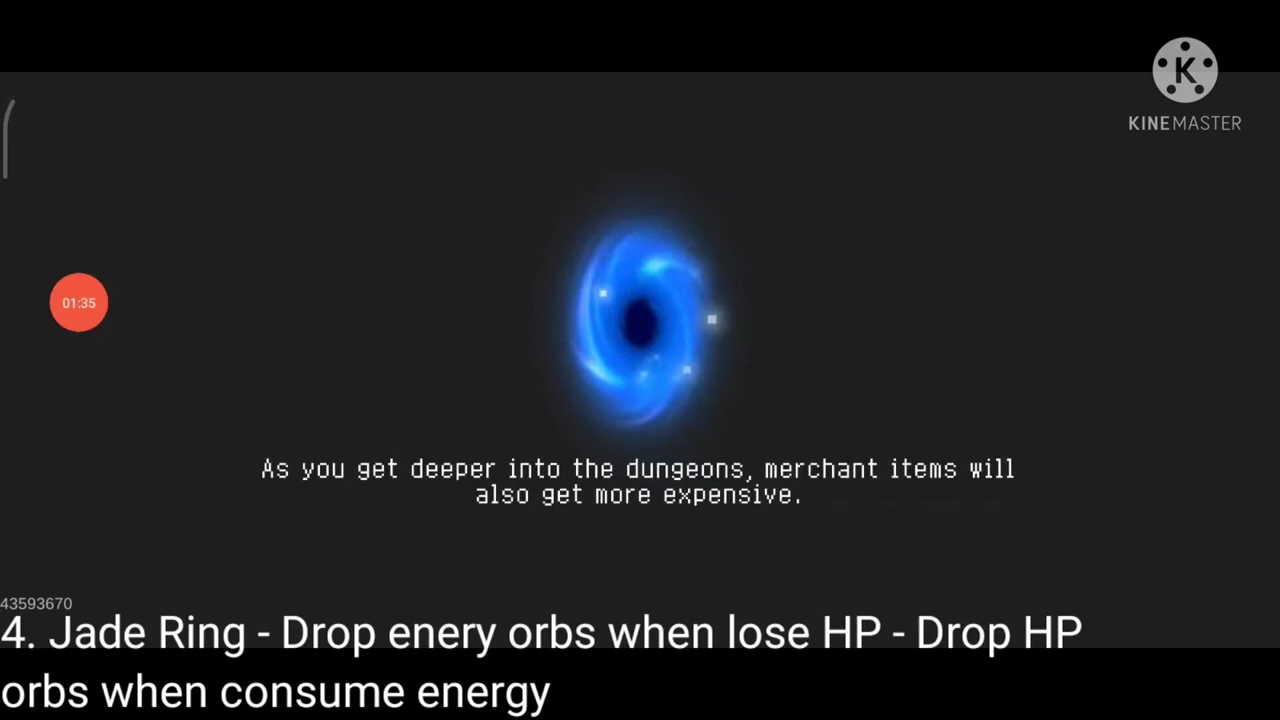 K
KINEMASTER
01:35
As you get deeper into the dungeons, merchant items will
also get more expensive.
43593670
4. Jade Ring - Drop enery orbs when lose HP - Drop HP
orbs when consume energy